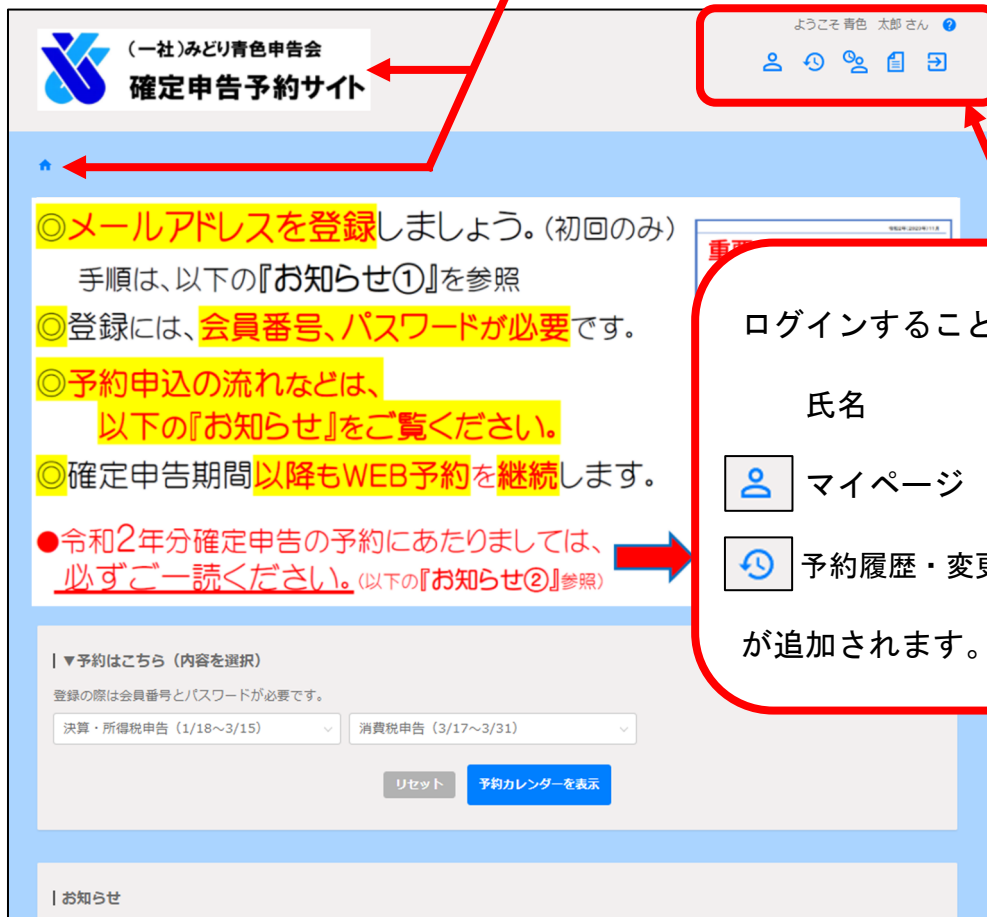 (一社)みどり青色申告会
確定申告予約サイト
ようこそ 青色 太郎 さん
◎メールアドレスを登録しましょう。(初回のみ)
手順は、以下の『お知らせ①』を参照
◎登録には、会員番号、パスワードが必要です。
◎予約申込の流れなどは、
以下の『お知らせ』をご覧ください。
◎確定申告期間以降もWEB予約を継続します。
●令和2年分確定申告の予約にあたりましては、
必ずご一読ください。(以下の『お知らせ②』参照)
重要
ログインすること
氏名
マイページ
予約履歴・変更
が追加されます。
▼予約はこちら（内容を選択）
登録の際は会員番号とパスワードが必要です。
決算・所得税申告（1/18～3/15）
消費税申告（3/17～3/31）
リセット
予約カレンダーを表示
お知らせ